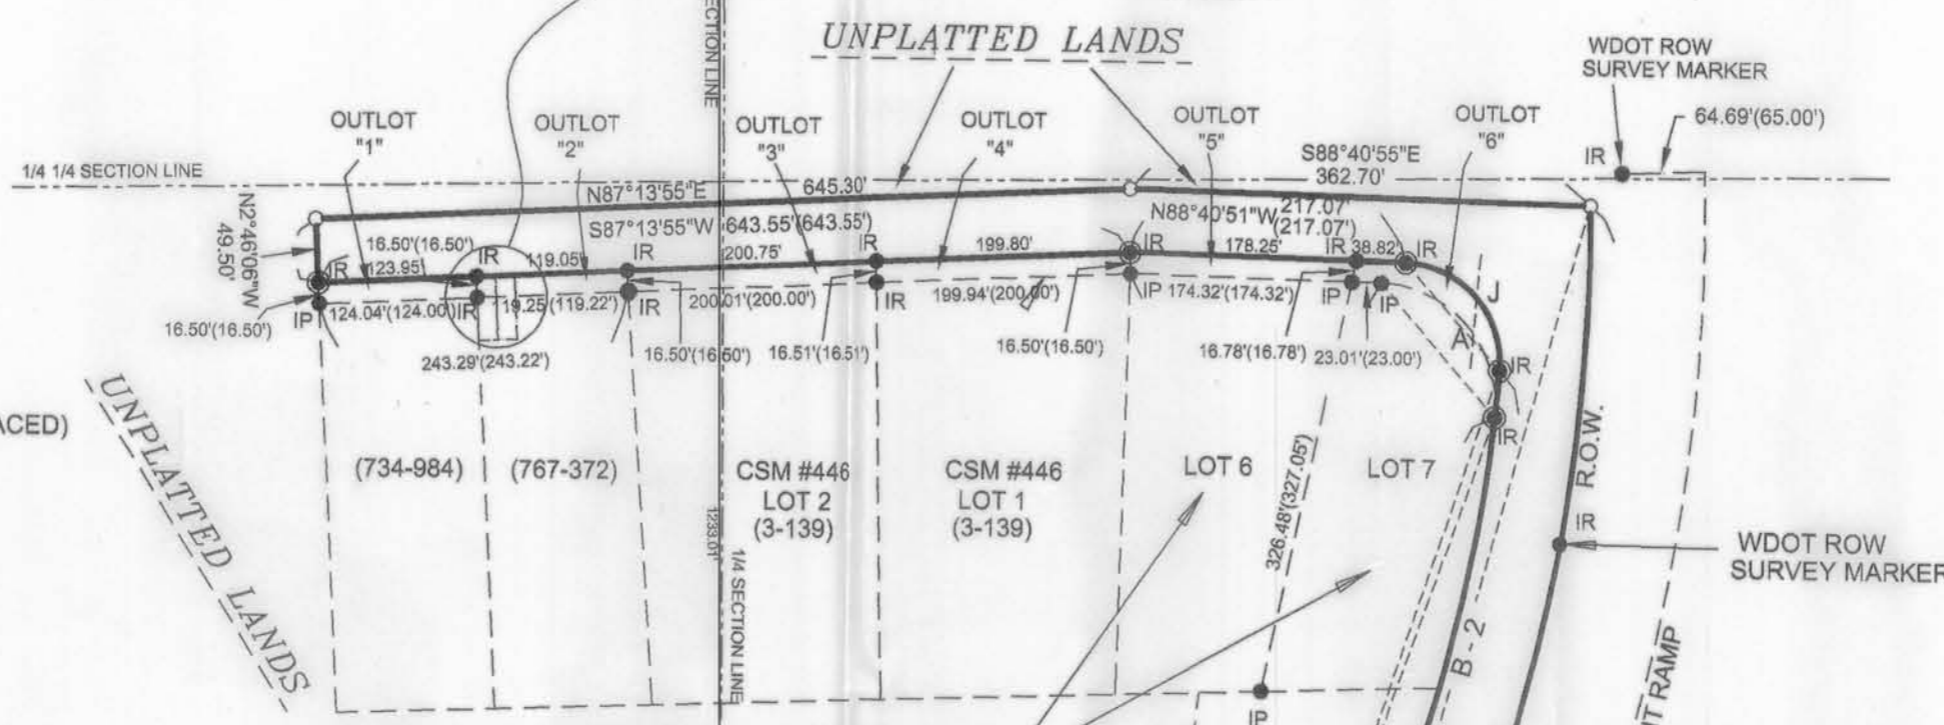 SECTION LINE
UNPLATTED LANDS
WDOT ROW
SURVEY MARKER
64.69'(65.00')
OUTLOT
"1"
OUTLOT
"2"
OUTLOT
"3"
OUTLOT
"4"
OUTLOT
"5"
OUTLOT
"6"
1/4 1/4 SECTION LINE
S88°40'55"E
362.70'
IR
N87°13'55"E
645.30'
N2°46'06"W
49.50'
S87°13'55"W
643.55'(643.55')
N88°40'51"W
217.07'
(217.07')
16.50'(16.50')
IR
IR
IR
123.95'
IR
119.05'
200.75'
IR
199.80'
IR
178.25'
IR
38.82'
IR
16.50'(16.50')
IP
124.04'(124.00')
IR
(119.22')
IR
200.01'(200.00')
IR
199.94'(200.00')
IP
174.32'(174.32')
IP
J
A
243.29'(243.22')
16.50'(16.50')
16.51'(16.51')
16.50'(16.50')
16.78'(16.78')
23.01'(23.00')
IR
IR
UNPLATTED LANDS
ACED)
(734-984)
(767-372)
CSM #446
LOT 2
(3-139)
CSM #446
LOT 1
(3-139)
LOT 6
LOT 7
326.48'(327.05')
R.O.W.
IR
WDOT ROW
SURVEY MARKER
1233.01'
1/4 SECTION LINE
B - 2
RAMP
IP